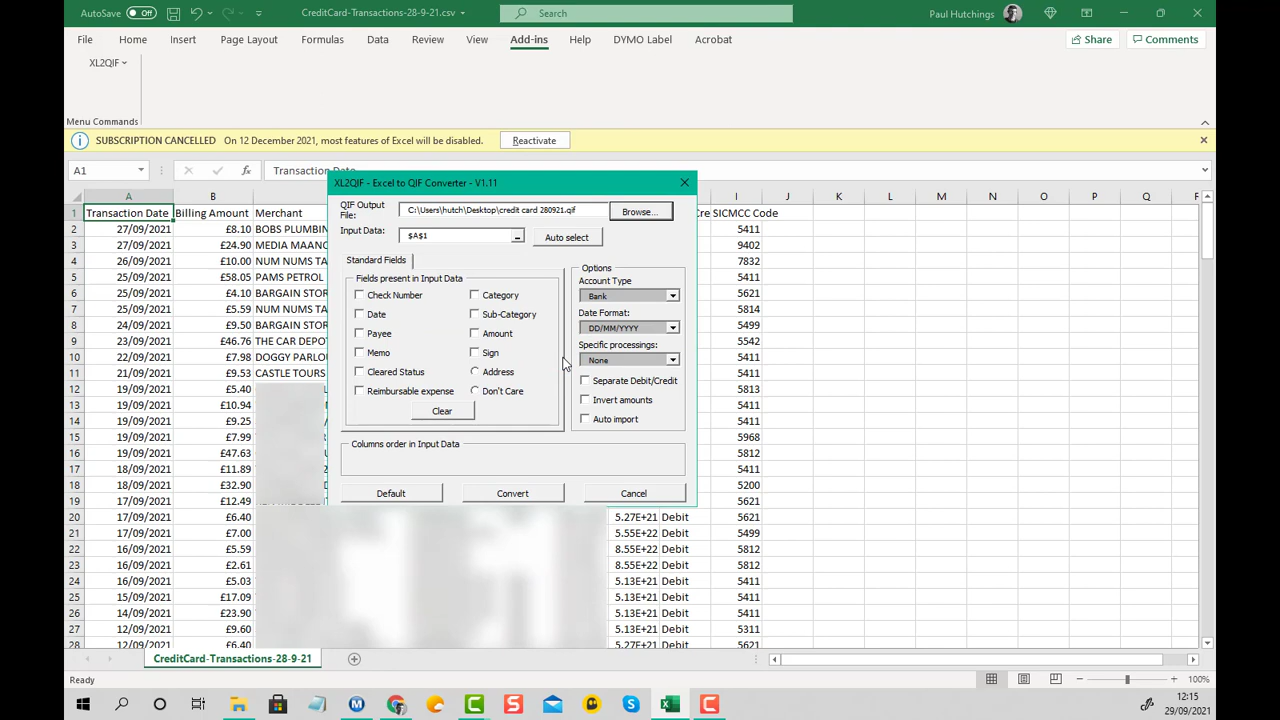 AutoSave Off CreditCard-Transactions-28-9-21.csv Search Paul Hutchings
File Home Insert Page Layout Formulas Data Review View Add-ins Help DYMO Label Acrobat Share Comments
XL2QIF
Menu Commands
SUBSCRIPTION CANCELLED On 12 December 2021, most features of Excel will be disabled. Reactivate
A1 fx Transaction Date
XL2QIF - Excel to QIF Converter - V1.11
QIF Output File: C:\Users\hutch\Desktop\credit card 280921.qif Browse...
Input Data: $A$1 Auto select
Standard Fields
Fields present in Input Data
Check Number Category
Date Sub-Category
Payee Amount
Memo Sign
Cleared Status Address
Reimbursable expense Don't Care
Clear
Options
Account Type
Bank
Date Format:
DD/MM/YYYY
Specific processings:
None
Separate Debit/Credit
Invert amounts
Auto import
Columns order in Input Data
Default Convert Cancel
A B I J K L M N O P Q
1 Transaction Date Billing Amount Merchant SICMCC Code
2 27/09/2021 £8.10 BOBS PLUMBIN 5411
3 27/09/2021 £24.90 MEDIA MAANC 9402
4 26/09/2021 £10.00 NUM NUMS TA 7832
5 25/09/2021 £58.05 PAMS PETROL 5411
6 25/09/2021 £4.10 BARGAIN STOR 5621
7 25/09/2021 £5.59 NUM NUMS TA 5814
8 24/09/2021 £9.50 BARGAIN STOR 5499
9 23/09/2021 £46.76 THE CAR DEPO 5542
10 22/09/2021 £7.98 DOGGY PARLOU 5411
11 22/09/2021 £9.53 CASTLE TOURS 5411
12 19/09/2021 £5.40 5813
13 19/09/2021 £10.94 5411
14 19/09/2021 £9.25 5411
15 19/09/2021 £7.99 5968
16 19/09/2021 £47.63 5812
17 18/09/2021 £11.89 5411
18 18/09/2021 £32.90 5200
19 17/09/2021 £12.49 5411
20 17/09/2021 £6.40 5.27E+21 Debit 5621
21 17/09/2021 £7.00 5.55E+22 Debit 5499
22 16/09/2021 £5.59 8.55E+22 Debit 5812
23 16/09/2021 £2.61 8.55E+22 Debit 5812
24 16/09/2021 £5.03 5.13E+21 Debit 5411
25 15/09/2021 £17.09 5.13E+21 Debit 5411
26 14/09/2021 £23.90 5.13E+21 Debit 5411
27 12/09/2021 £9.60 5.13E+21 Debit 5311
28 12/09/2021 £6.40 5.27E+21 Debit 5621
CreditCard-Transactions-28-9-21
Ready 100%
12:15
29/09/2021